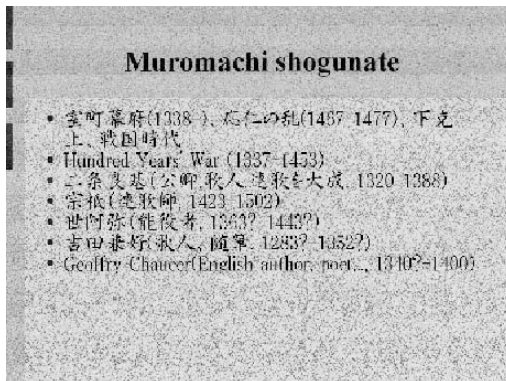 Muromachi shogunate
• 室町幕府(1338-)、応仁の乱(1467-1477)、下克
上、戦国時代
• Hundred Years' War (1337-1453)
• 二条良基(公卿,歌人,連歌を大成, 1320-1388)
• 宗祇(連歌師, 1423-1502)
• 世阿弥(能役者, 1363?-1443?)
• 吉田兼好(歌人, 随筆, 1283?-1352?)
• Geoffry Chaucer(English author, poet..., 1340?-1400)